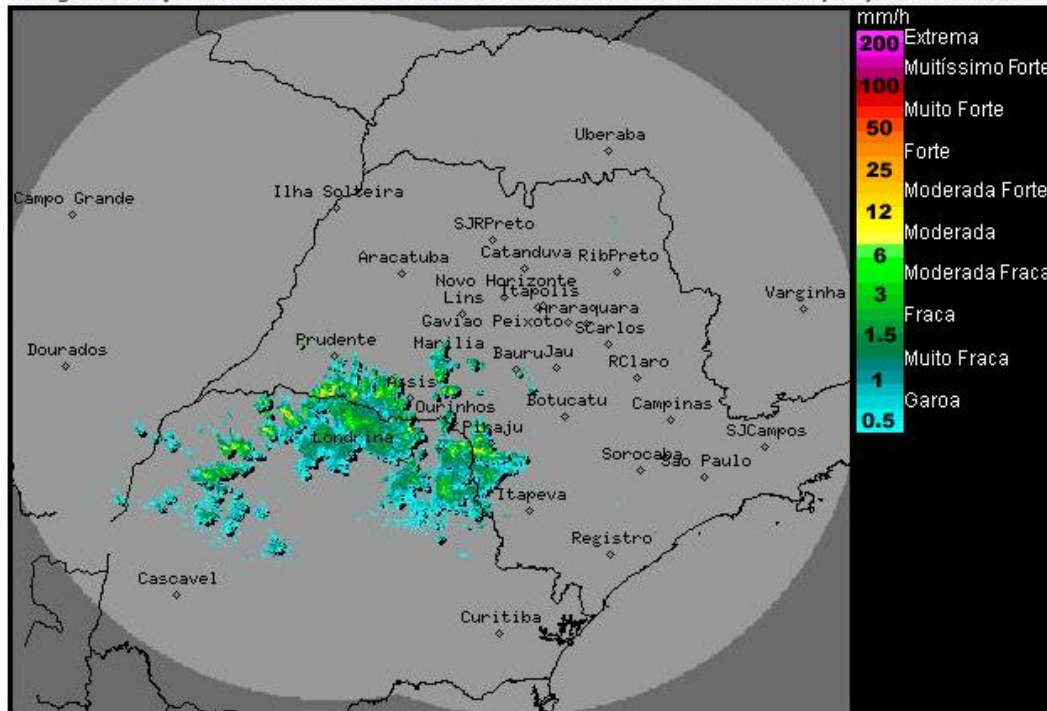 mm/h
200 Extrema
Muitíssimo Forte
100
Muito Forte
50
Forte
25
Moderada Forte
12
Moderada
6
Moderada Fraca
3
Fraca
1.5
Muito Fraca
1
Garoa
0.5
Uberaba
Ilha Solteira
Campo Grande
SJRPreto
Catanduva
RibPreto
Aracatuba
Novo Horizonte
Itapolis
Lins
Araraquara
Varginha
Gaviao Peixoto
SCarlos
Prudente
Marilia
Dourados
Bauru
Jau
RClaro
Assis
Ourinhos
Botucatu
Campinas
Piraju
SJCampos
Londrina
Sorocaba
Sao Paulo
Itapeva
Registro
Cascavel
Curitiba